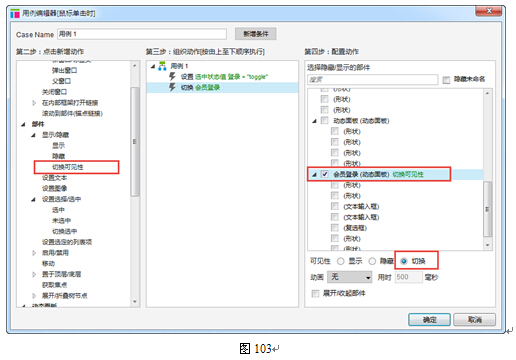 用例编辑器[鼠标单击时]
Case Name 用例 1 新增条件
第二步：点击新增动作
弹出窗口
父窗口
关闭窗口
在内部框架打开链接
滚动到部件(锚点链接)
部件
显示/隐藏
显示
隐藏
切换可见性
设置文本
设置图像
设置选择/选中
选中
未选中
切换选中
设置选定的列表项
启用/禁用
移动
置于顶层/底层
获取焦点
展开/折叠树节点
第三步：组织动作[按由上至下顺序执行]
用例 1
设置 选中状态值 登录 = "toggle"
切换 会员登录
第四步：配置动作
选择隐藏/显示的部件
搜索 隐藏未命名
(形状)
(形状)
动态面板 (动态面板)
(形状)
(形状)
(形状)
会员登录 (动态面板) 切换可见性
(形状)
(形状)
(文本输入框)
(文本输入框)
(复选框)
(形状)
(形状)
可见性 显示 隐藏 切换
动画 无 用时 500 毫秒
展开/收起部件
确定 取消
图 103